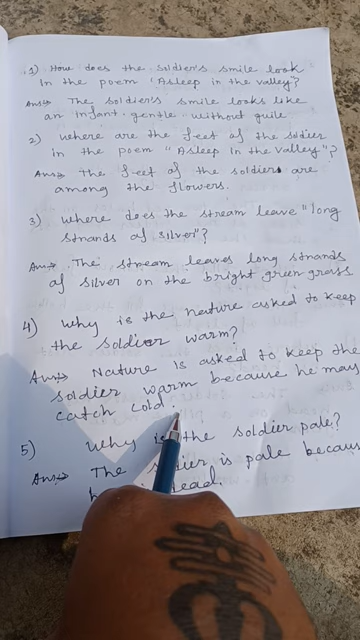 1) How does the soldier's smile look
in the poem "Asleep in the valley?
Ans:→ The soldier's smile looks like
an infant. gentle. without guile
2) Where are the feet of the soldier
in the poem "Asleep In the Valley"?
Ans:→ The feet of the soldier are
among the flowers.
3) Where does the stream leave "long
strands of silver"?
Ans:→ The stream leaves long strands
of silver on the bright green grass
4) Why is the nature asked to keep
the soldier warm?
Ans:→ Nature is asked to keep the
soldier warm because he may
catch cold.
5) Why is the soldier pale?
Ans:→ The soldier is pale becaus
dead.